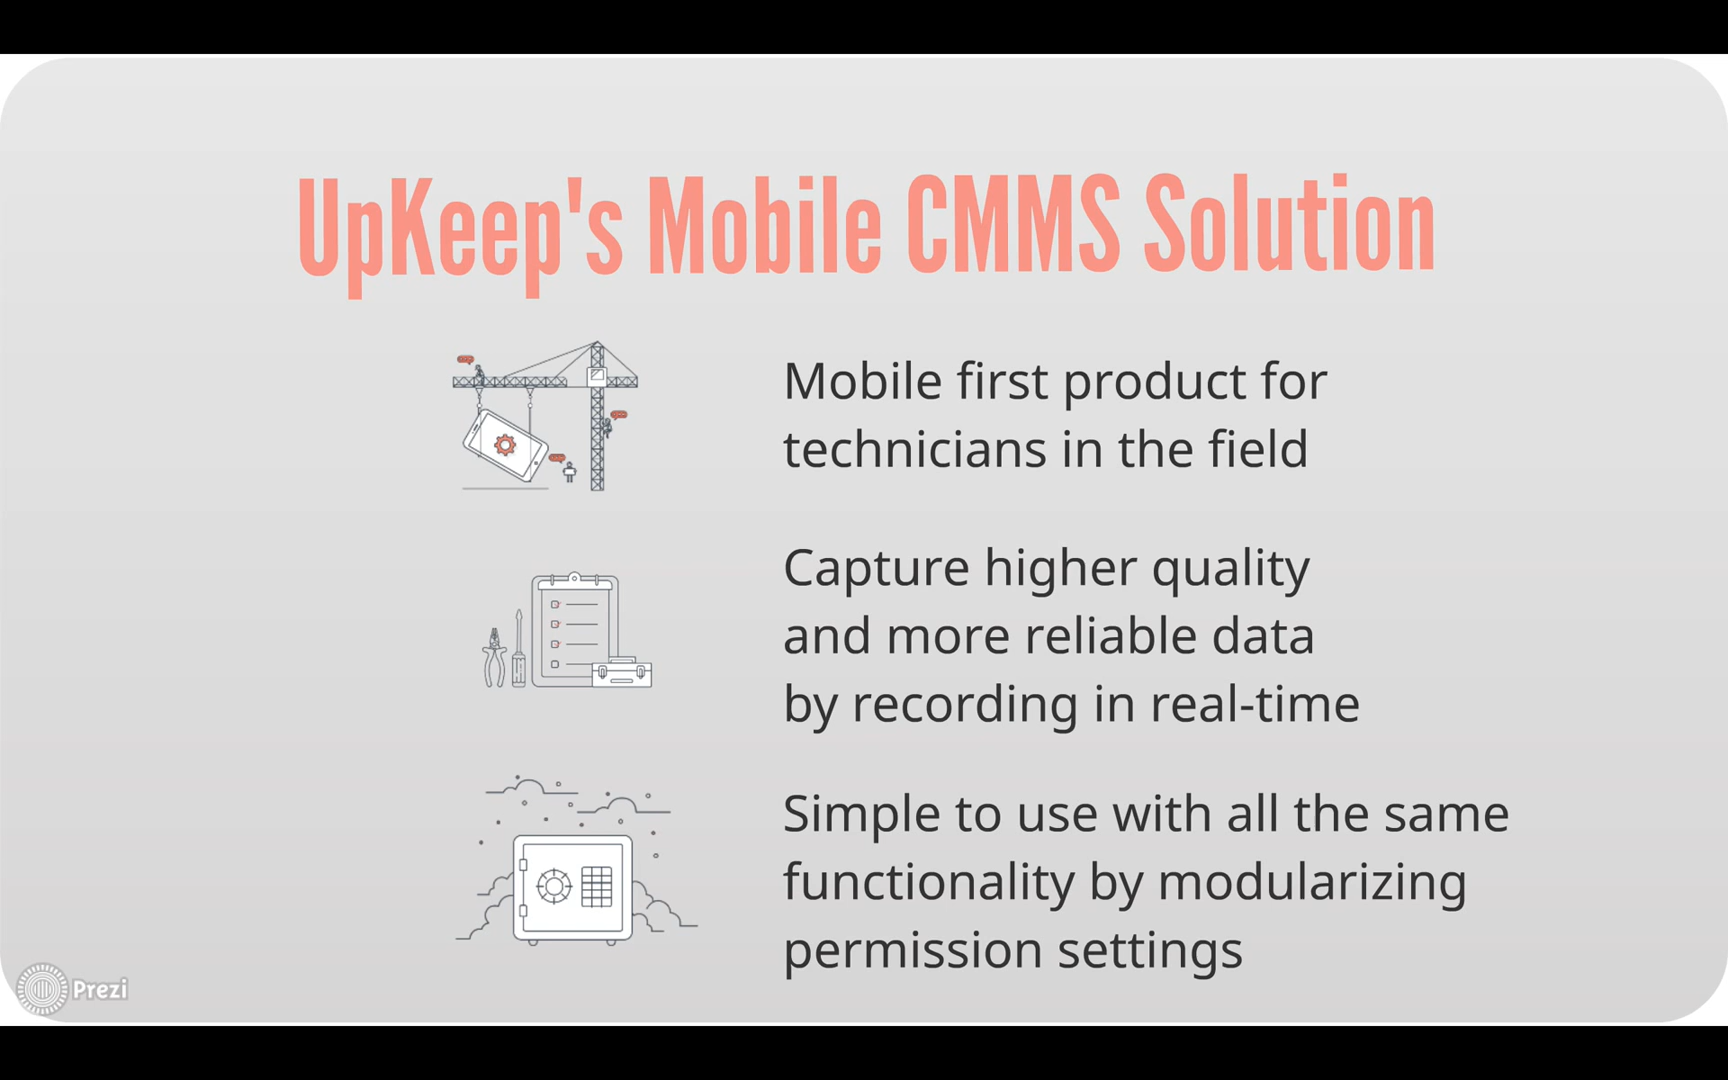 UpKeep's Mobile CMMS Solution
Mobile first product for
technicians in the field
Capture higher quality
and more reliable data
by recording in real-time
Simple to use with all the same
functionality by modularizing
permission settings
Prezi